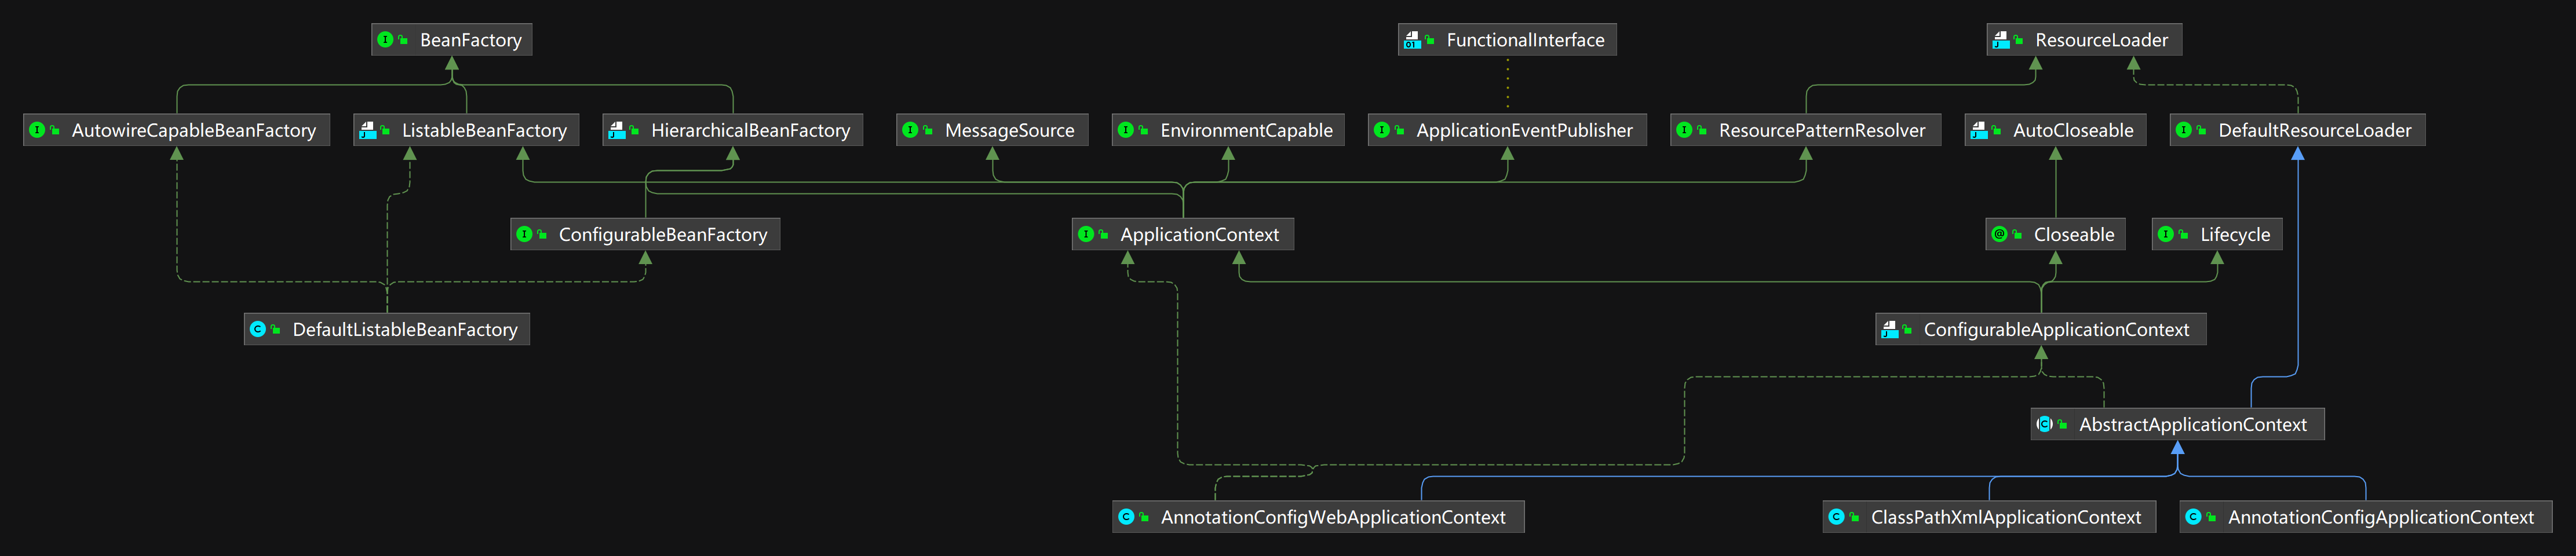 BeanFactory
FunctionalInterface
ResourceLoader
AutowireCapableBeanFactory
ListableBeanFactory
HierarchicalBeanFactory
MessageSource
EnvironmentCapable
ApplicationEventPublisher
ResourcePatternResolver
AutoCloseable
DefaultResourceLoader
ConfigurableBeanFactory
ApplicationContext
Closeable
Lifecycle
DefaultListableBeanFactory
ConfigurableApplicationContext
AbstractApplicationContext
AnnotationConfigWebApplicationContext
ClassPathXmlApplicationContext
AnnotationConfigApplicationContext